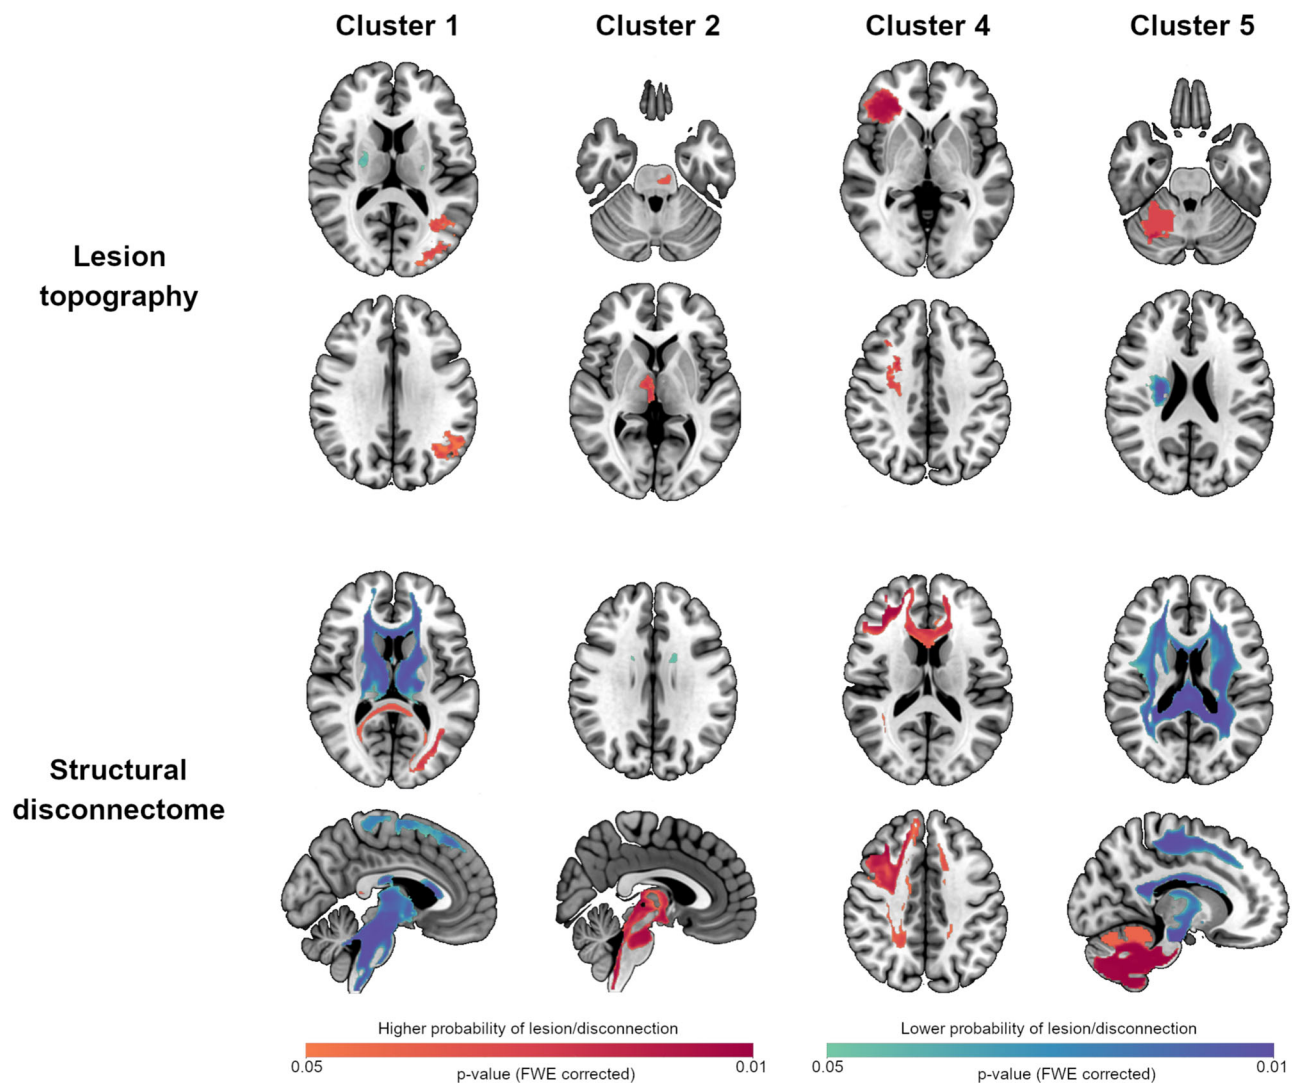 Cluster 1
Cluster 2
Cluster 4
Cluster 5
Lesion
topography
Structural
disconnectome
Higher probability of lesion/disconnection
0.05
0.01
p-value (FWE corrected)
Lower probability of lesion/disconnection
0.05
0.01
p-value (FWE corrected)